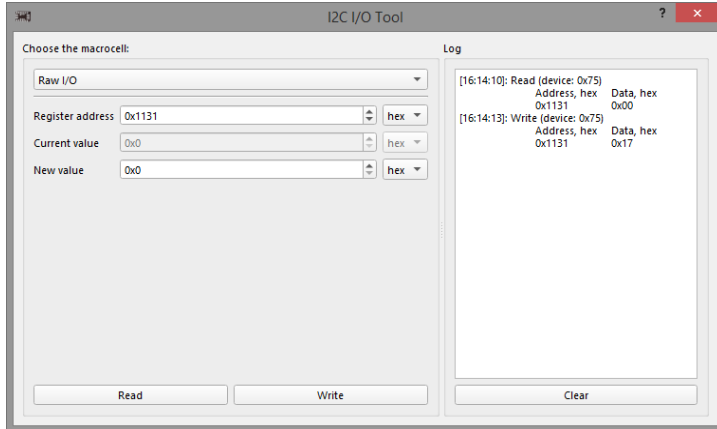 I2C I/O Tool
? ×
Choose the macrocell:
Raw I/O
Register address 0x1131 hex
Current value 0x0 hex
New value 0x0 hex
Read Write
Log
[16:14:10]: Read (device: 0x75)
Address, hex Data, hex
0x1131 0x00
[16:14:13]: Write (device: 0x75)
Address, hex Data, hex
0x1131 0x17
Clear